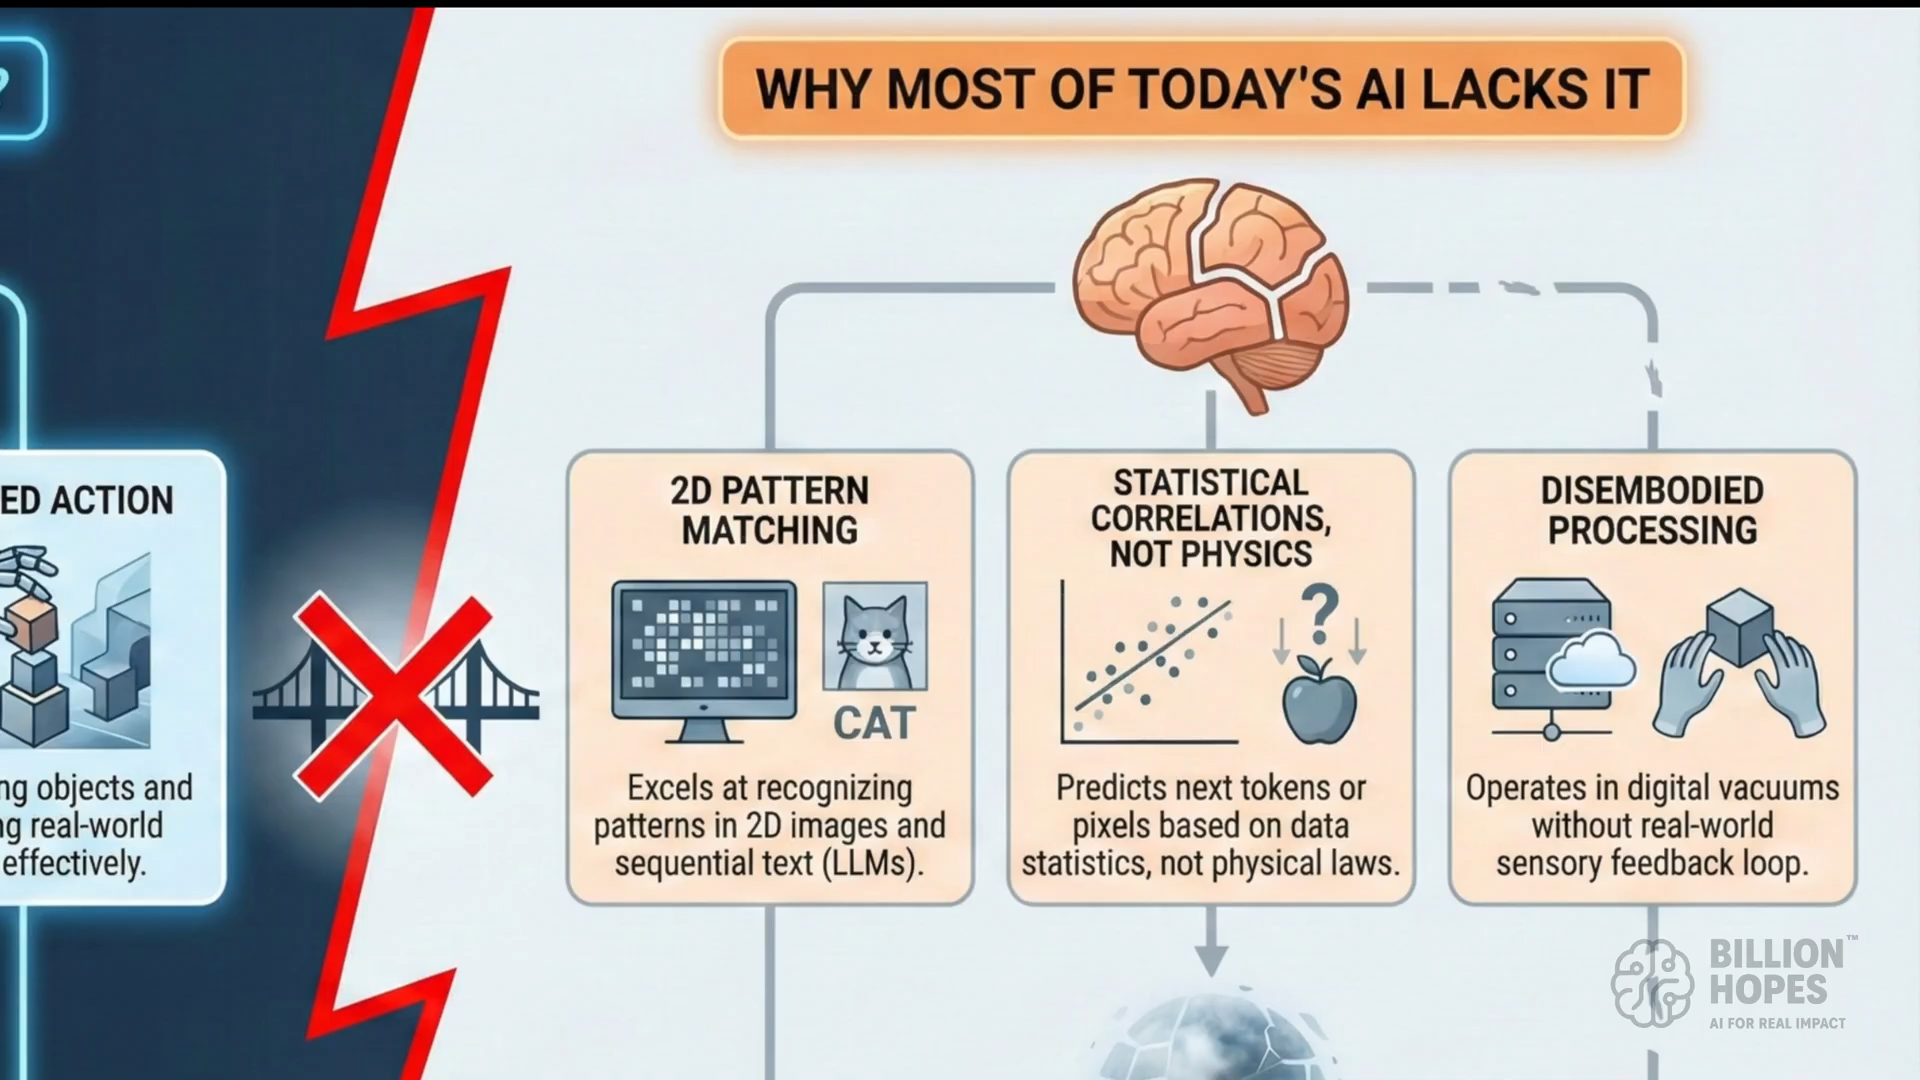 ?
WHY MOST OF TODAY'S AI LACKS IT
ED ACTION
ng objects and
ng real-world
effectively.
2D PATTERN
MATCHING
CAT
Excels at recognizing
patterns in 2D images and
sequential text (LLMs).
STATISTICAL
CORRELATIONS,
NOT PHYSICS
?
Predicts next tokens or
pixels based on data
statistics, not physical laws.
DISEMBODIED
PROCESSING
Operates in digital vacuums
without real-world
sensory feedback loop.
BILLION™
HOPES
AI FOR REAL IMPACT